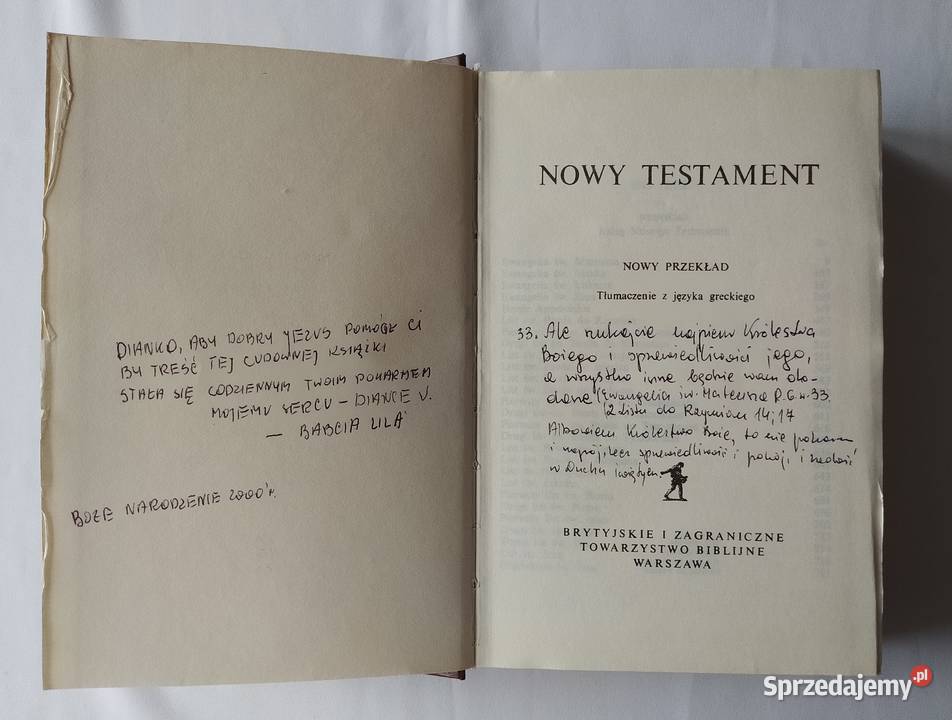 DIANKO, ABY DOBRY JEZUS POMÓGŁ CI
BY TREŚĆ TEJ CUDOWNEJ KSIĄŻKI
STAŁA SIĘ CODZIENNYM TWOIM POKARMEM
MOJEMU SERCU – DIANCE V.
— BABCIA LILA
BOŻE NARODZENIE 2000 r.
NOWY TESTAMENT
NOWY PRZEKŁAD
Tłumaczenie z języka greckiego
33. Ale szukajcie najpierw Królestwa
Bożego i sprawiedliwości jego,
a wszystko inne będzie wam do-
dane (Ewangelia św. Mateusza R. 6 w. 33.
z Listu do Rzymian 14; 17
Albowiem Królestwo Boże, to nie pokarm
i napój, lecz sprawiedliwość i pokój, i radość
w Duchu świętym.
BRYTYJSKIE I ZAGRANICZNE
TOWARZYSTWO BIBLIJNE
WARSZAWA
Sprzedajemy.pl